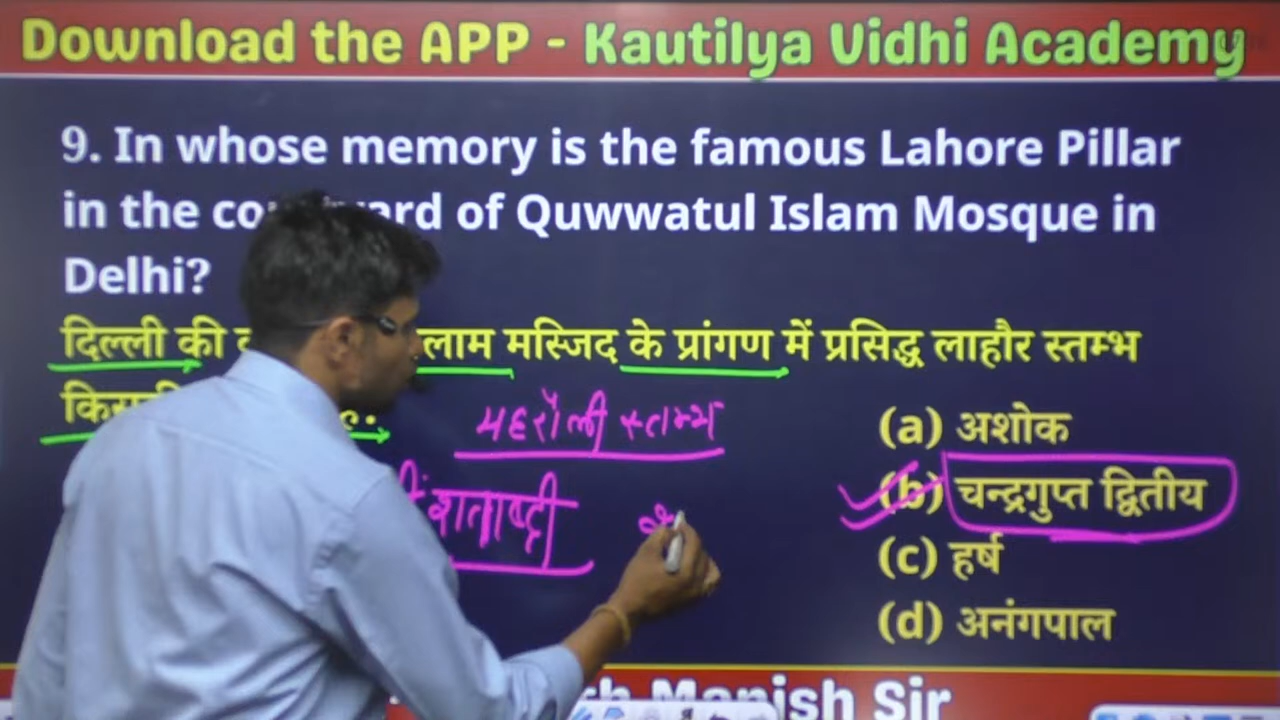 Download the APP - Kautilya Vidhi Academy
9. In whose memory is the famous Lahore Pillar
in the of Quwwatul Islam Mosque in
Delhi?
दिल्ली की मस्जिद के प्रांगण में प्रसिद्ध लाहौर स्तम्भ
महरौली स्तम्भ
शताब्दी
(a) अशोक
(b) चन्द्रगुप्त द्वितीय
(c) हर्ष
(d) अनंगपाल
Manish Sir